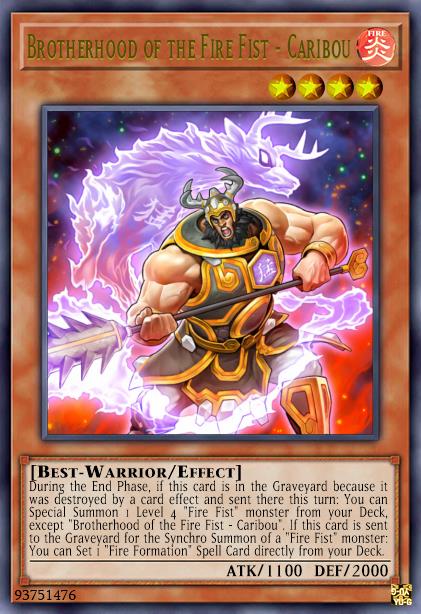 Brotherhood of the Fire Fist - Caribou
FIRE
炎
[Best-Warrior/Effect]
During the End Phase, if this card is in the Graveyard because it
was destroyed by a card effect and sent there this turn: You can
Special Summon 1 Level 4 "Fire Fist" monster from your Deck,
except "Brotherhood of the Fire Fist - Caribou". If this card is sent
to the Graveyard for the Synchro Summon of a "Fire Fist" monster:
You can Set 1 "Fire Formation" Spell Card directly from your Deck.
ATK/1100 DEF/2000
93751476